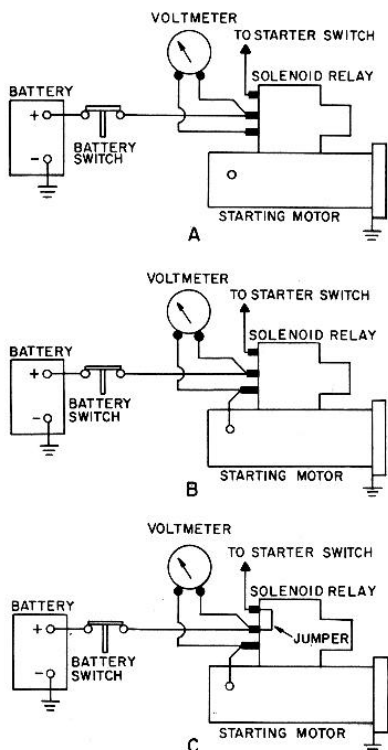 VOLTMETER
TO STARTER SWITCH
SOLENOID RELAY
BATTERY
+
-
BATTERY
SWITCH
STARTING MOTOR
A
VOLTMETER
TO STARTER SWITCH
SOLENOID RELAY
BATTERY
+
-
BATTERY
SWITCH
STARTING MOTOR
B
VOLTMETER
TO STARTER SWITCH
SOLENOID RELAY
BATTERY
+
JUMPER
-
BATTERY
SWITCH
STARTING MOTOR
C